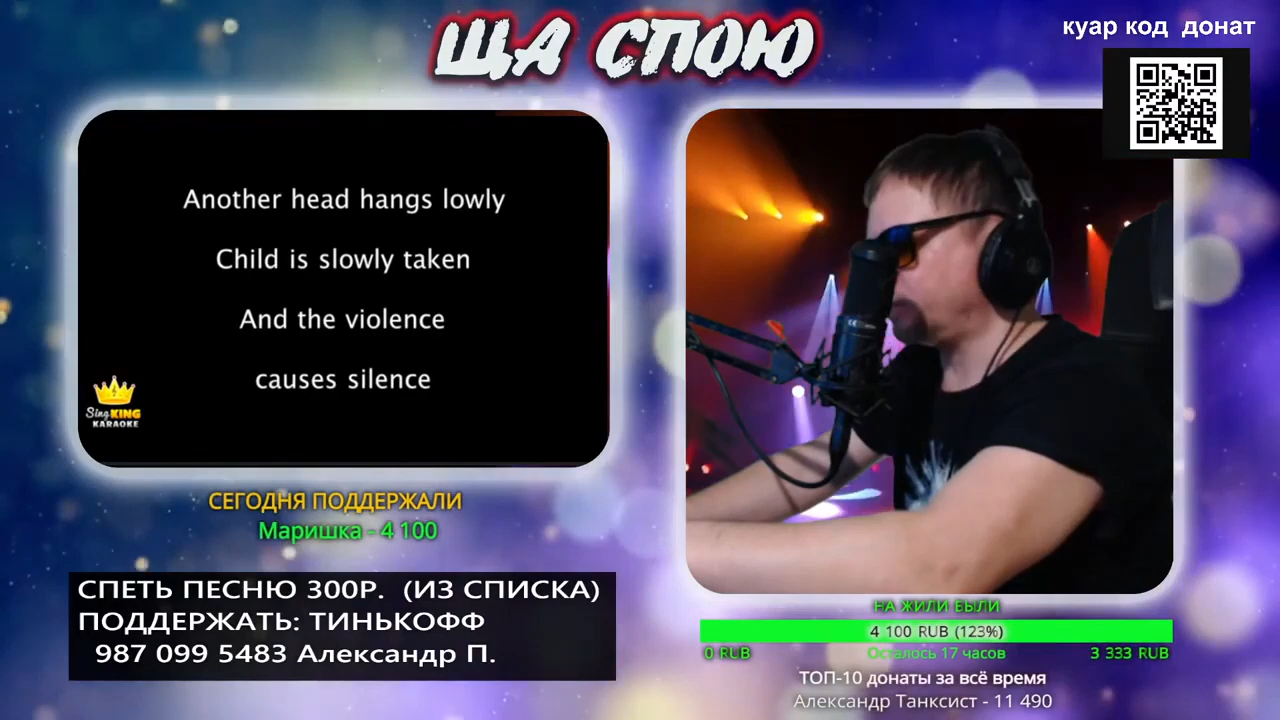 ЩА СПОЮ
куар код донат
Another head hangs lowly
Child is slowly taken
And the violence
causes silence
Sing KING
KARAOKE
СЕГОДНЯ ПОДДЕРЖАЛИ
Маришка - 4 100
СПЕТЬ ПЕСНЮ 300Р. (ИЗ СПИСКА)
ПОДДЕРЖАТЬ: ТИНЬКОФФ
987 099 5483 Александр П.
НА ЖИЛИ БЫЛИ
4 100 RUB (123%)
0 RUB
Осталось 17 часов
3 333 RUB
ТОП-10 донаты за всё время
Александр Танксист - 11 490